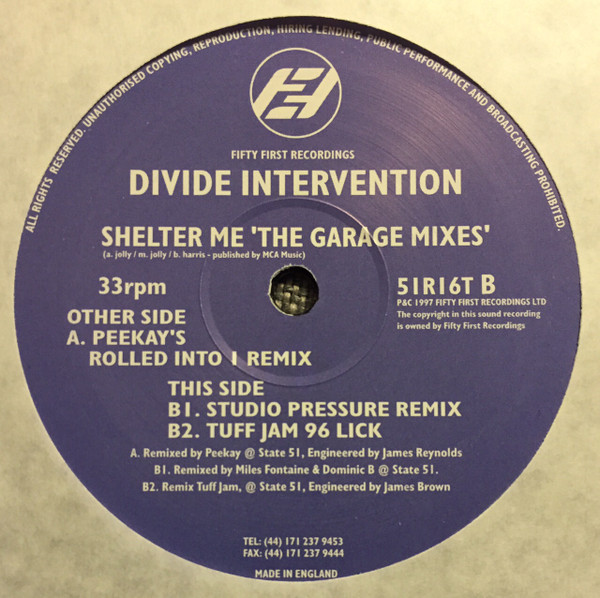 ALL RIGHTS RESERVED. UNAUTHORISED COPYING, REPRODUCTION, HIRING LENDING, PUBLIC PERFORMANCE AND BROADCASTING PROHIBITED.
FIFTY FIRST RECORDINGS
DIVIDE INTERVENTION
SHELTER ME 'THE GARAGE MIXES'
(a. jolly / m. jolly / b. harris - published by MCA Music)
33rpm
51R16T B
P&C 1997 FIFTY FIRST RECORDINGS LTD
The copyright in this sound recording
is owned by Fifty First Recordings
OTHER SIDE
A. PEEKAY'S
ROLLED INTO 1 REMIX
THIS SIDE
B1. STUDIO PRESSURE REMIX
B2. TUFF JAM 96 LICK
A. Remixed by Peekay @ State 51, Engineered by James Reynolds
B1. Remixed by Miles Fontaine & Dominic B @ State 51.
B2. Remix Tuff Jam, @ State 51, Engineered by James Brown
TEL: (44) 171 237 9453
FAX: (44) 171 237 9444
MADE IN ENGLAND